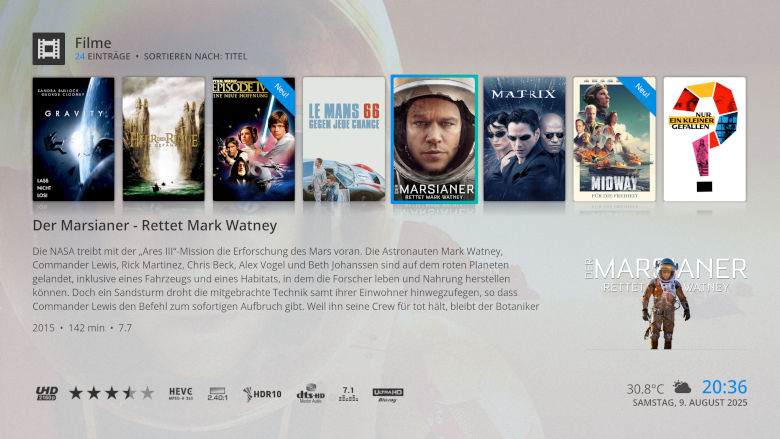 Filme
24 EINTRÄGE • SORTIEREN NACH: TITEL
SANDRA BULLOCK
GEORGE CLOONEY
GRAVITY
LASS
NICHT
LOS!
STAR WARS
EPISODE IV
EINE NEUE HOFFNUNG
Neu!
LE MANS 66
GEGEN JEDE CHANCE
DER
MARSIANER
RETTET MARK WATNEY
MATRIX
Neu!
MIDWAY
FÜR DIE FREIHEIT
NUR
EIN KLEINER
GEFALLEN
Der Marsianer - Rettet Mark Watney
Die NASA treibt mit der „Ares III“-Mission die Erforschung des Mars voran. Die Astronauten Mark Watney,
Commander Lewis, Rick Martinez, Chris Beck, Alex Vogel und Beth Johanssen sind auf dem roten Planeten
gelandet, inklusive eines Fahrzeugs und eines Habitats, in dem die Forscher leben und Nahrung herstellen
können. Doch ein Sandsturm droht die mitgebrachte Technik samt ihrer Einwohner hinwegzufegen, so dass
Commander Lewis den Befehl zum sofortigen Aufbruch gibt. Weil ihn seine Crew für tot hält, bleibt der Botaniker
2015 • 142 min • 7.7
DER
MARSIANER
RETTET MARK WATNEY
UHD
2160p
HEVC
MPEG-H 265
2.40:1
HDR10
dts-HD
Master Audio
7.1
ULTRA HD
Blu-ray
30.8°C
20:36
SAMSTAG, 9. AUGUST 2025